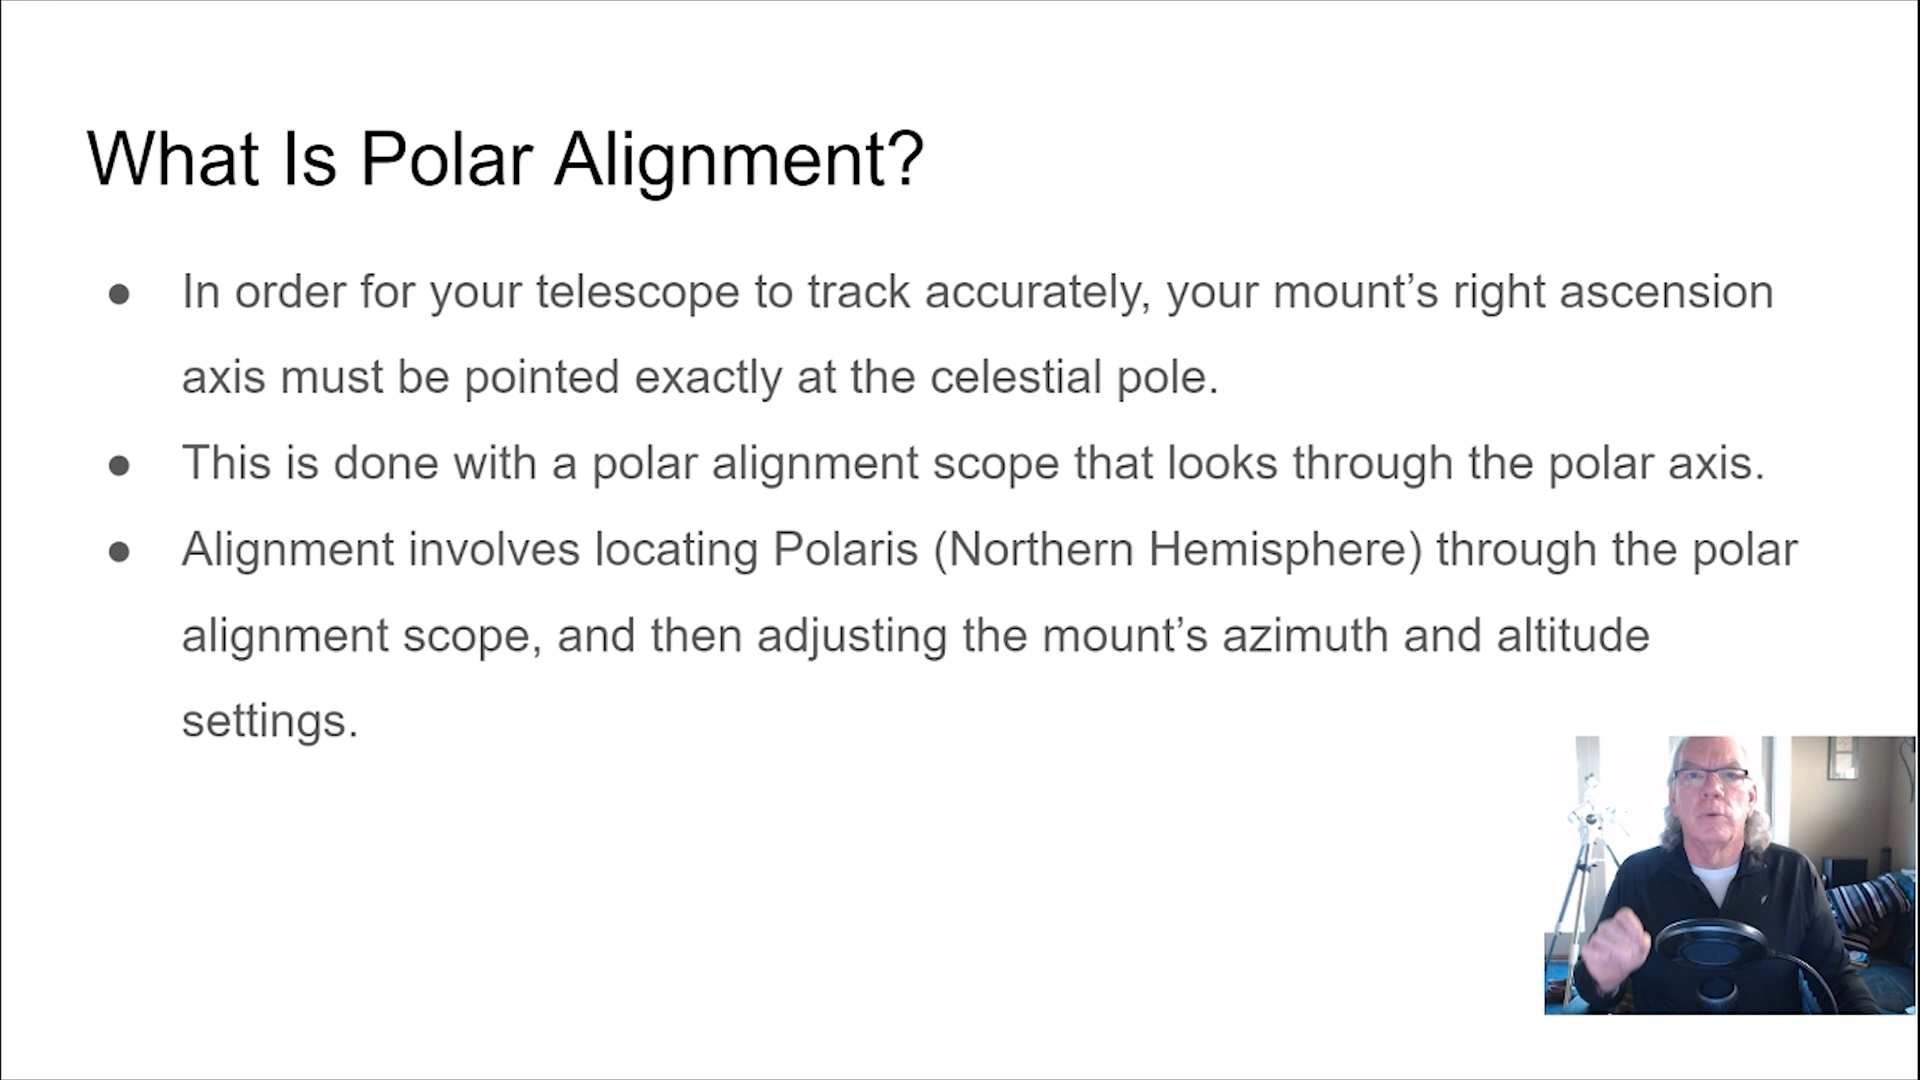 What Is Polar Alignment?
● In order for your telescope to track accurately, your mount’s right ascension
axis must be pointed exactly at the celestial pole.
● This is done with a polar alignment scope that looks through the polar axis.
● Alignment involves locating Polaris (Northern Hemisphere) through the polar
alignment scope, and then adjusting the mount’s azimuth and altitude
settings.